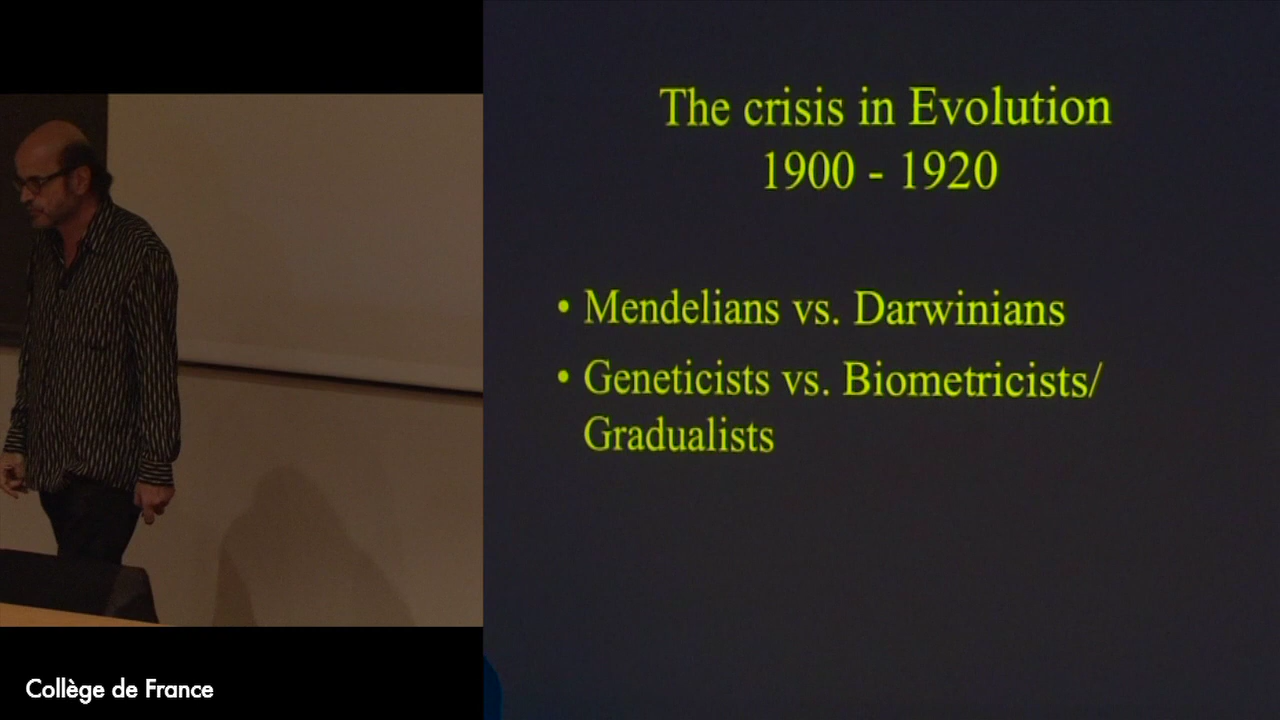 The crisis in Evolution
1900 - 1920
• Mendelians vs. Darwinians
• Geneticists vs. Biometricists/
Gradualists
Collège de France